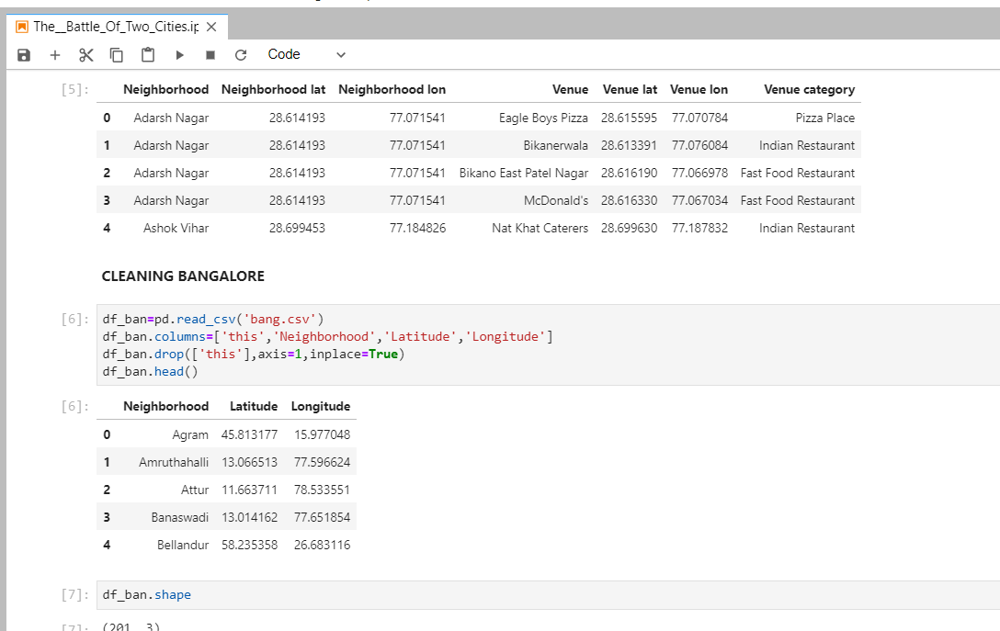 The__Battle_Of_Two_Cities.ip
Code
[5]:
Neighborhood Neighborhood lat Neighborhood lon Venue Venue lat Venue lon Venue category
0 Adarsh Nagar 28.614193 77.071541 Eagle Boys Pizza 28.615595 77.070784 Pizza Place
1 Adarsh Nagar 28.614193 77.071541 Bikanerwala 28.613391 77.076084 Indian Restaurant
2 Adarsh Nagar 28.614193 77.071541 Bikano East Patel Nagar 28.616190 77.066978 Fast Food Restaurant
3 Adarsh Nagar 28.614193 77.071541 McDonald's 28.616330 77.067034 Fast Food Restaurant
4 Ashok Vihar 28.699453 77.184826 Nat Khat Caterers 28.699630 77.187832 Indian Restaurant
CLEANING BANGALORE
[6]: df_ban=pd.read_csv('bang.csv')
df_ban.columns=['this','Neighborhood','Latitude','Longitude']
df_ban.drop(['this'],axis=1,inplace=True)
df_ban.head()
[6]:
Neighborhood Latitude Longitude
0 Agram 45.813177 15.977048
1 Amruthahalli 13.066513 77.596624
2 Attur 11.663711 78.533551
3 Banaswadi 13.014162 77.651854
4 Bellandur 58.235358 26.683116
[7]: df_ban.shape
[7]: (201, 3)